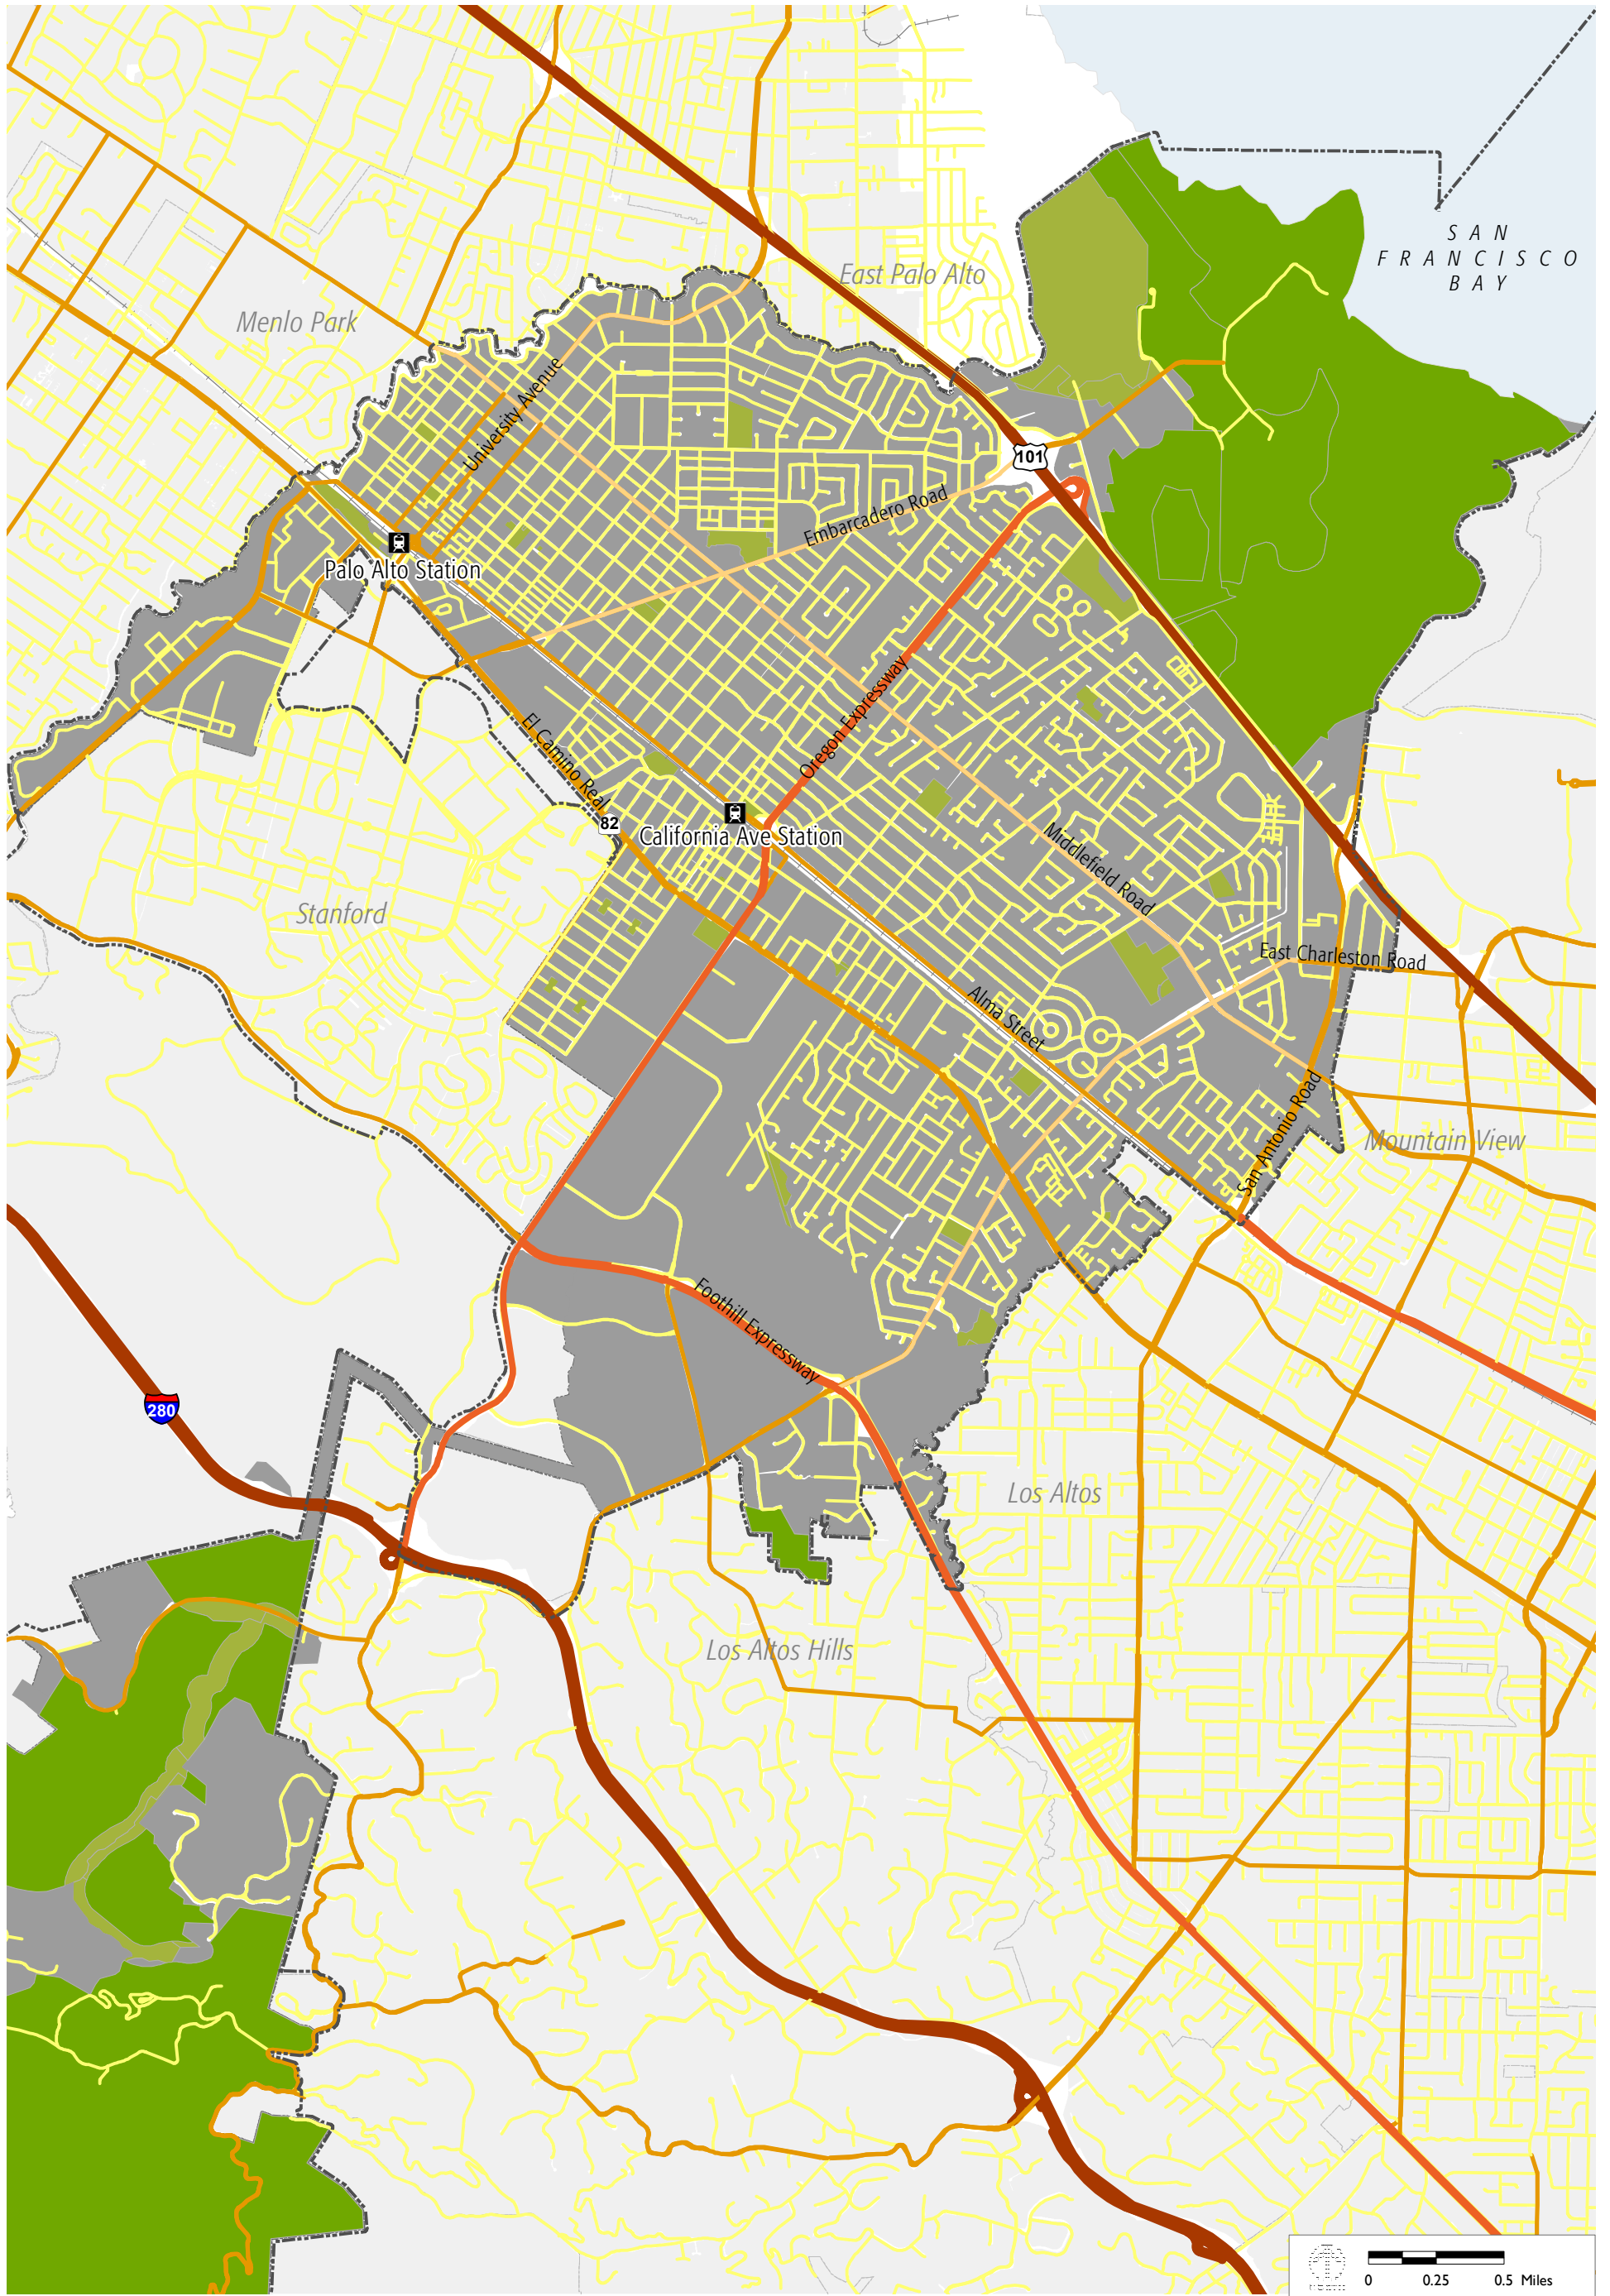 SAN
FRANCISCO
BAY
East Palo Alto
Menlo Park
University Avenue
101
Embarcadero Road
Palo Alto Station
Oregon Expressway
El Camino Real
82
California Ave Station
Middlefield Road
Stanford
East Charleston Road
Alma Street
San Antonio Road
Mountain View
Foothill Expressway
280
Los Altos
Los Altos Hills
0 0.25 0.5 Miles